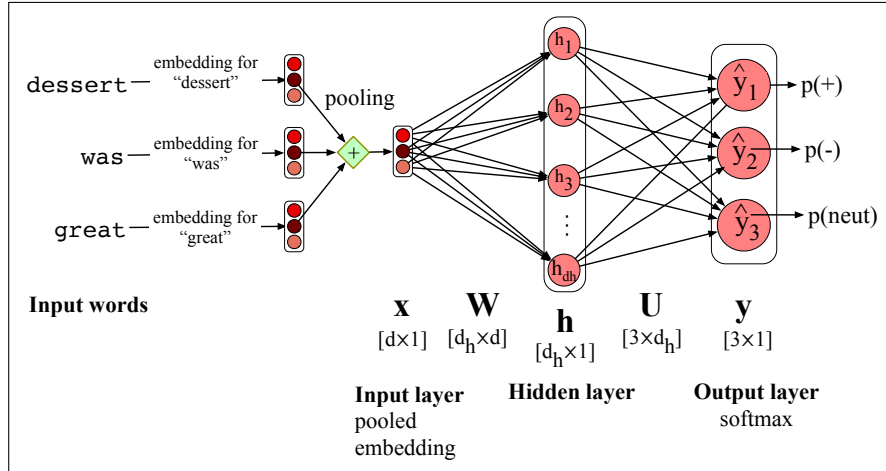 dessert
embedding for
“dessert”
pooling
was
embedding for
“was”
+
great
embedding for
“great”
h1
h2
h3
⋮
hdh
ŷ1
ŷ2
ŷ3
p(+)
p(-)
p(neut)
Input words
x
[d×1]
W
[dh×d]
h
[dh×1]
U
[3×dh]
y
[3×1]
Input layer
pooled
embedding
Hidden layer
Output layer
softmax